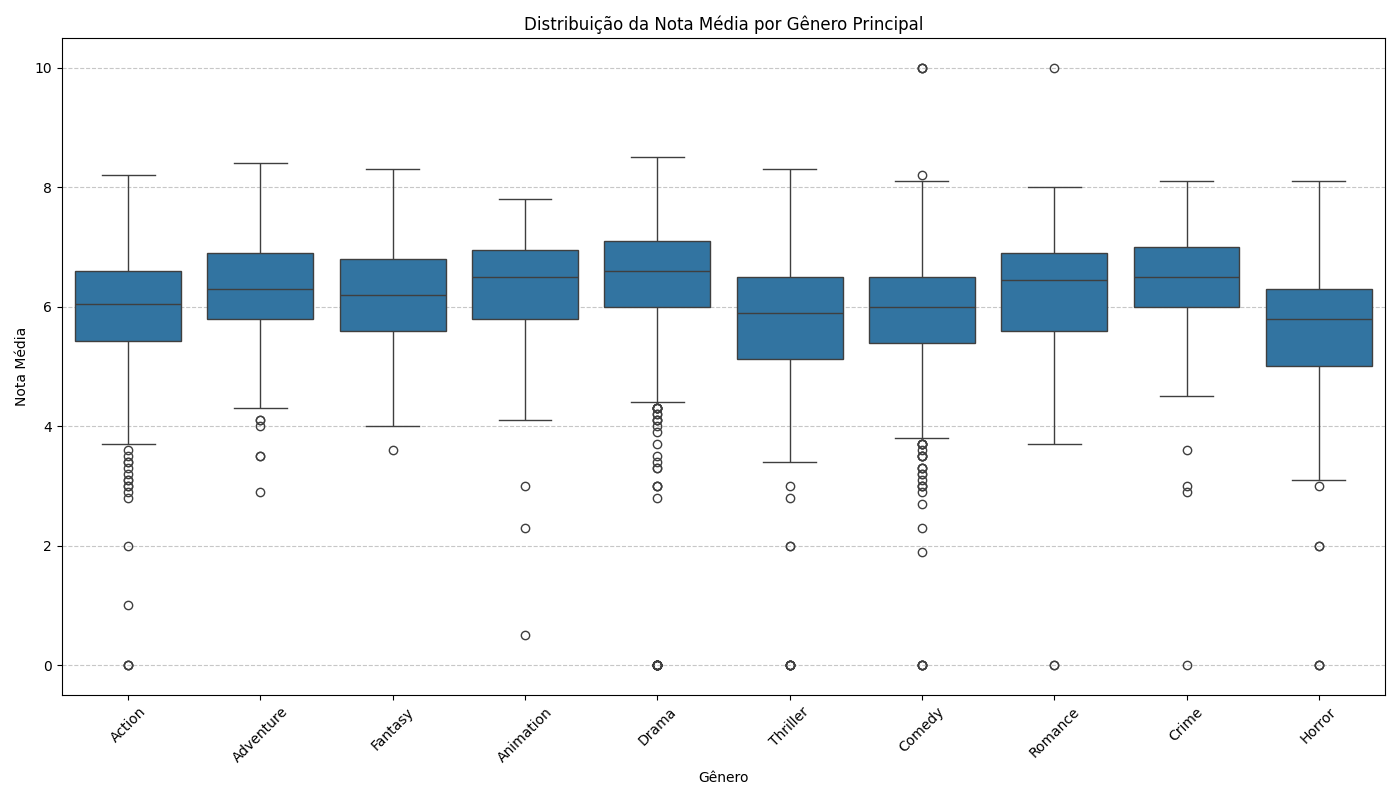 Distribuição da Nota Média por Gênero Principal
10
8
6
4
2
0
Nota Média
Action
Adventure
Fantasy
Animation
Drama
Thriller
Comedy
Romance
Crime
Horror
Gênero